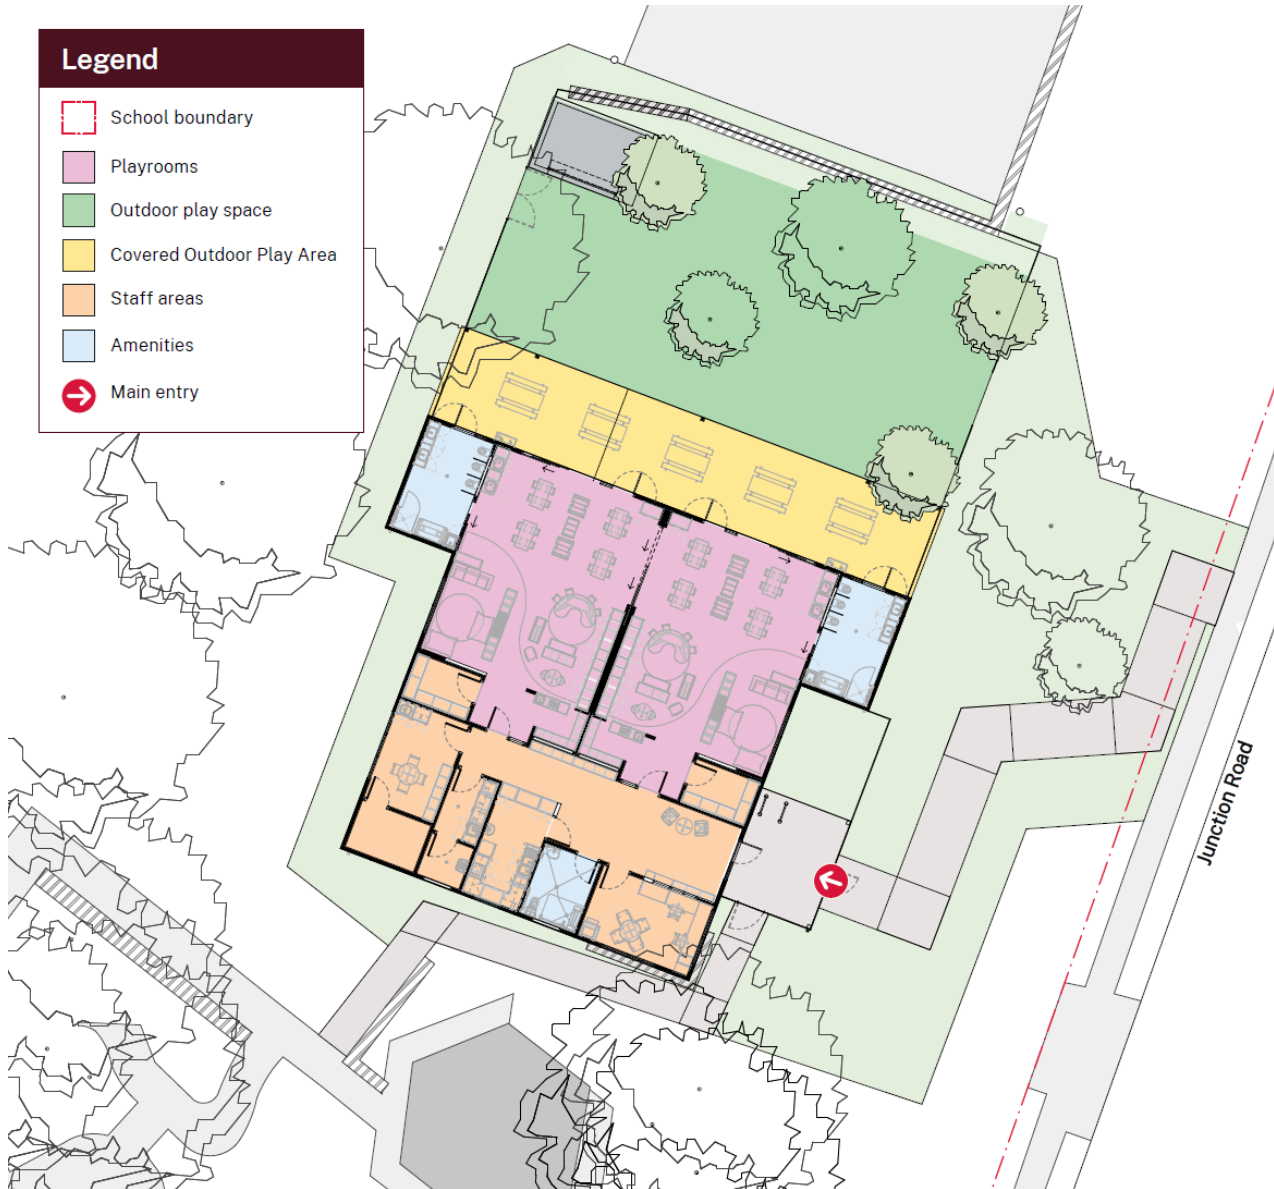 Legend
School boundary
Playrooms
Outdoor play space
Covered Outdoor Play Area
Staff areas
Amenities
Main entry
Junction Road